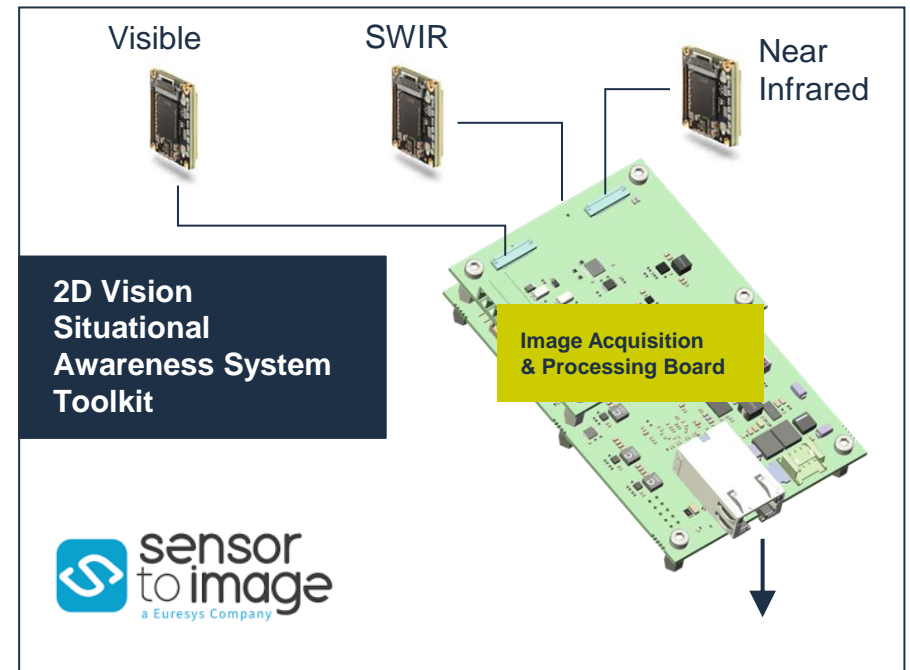 Visible
SWIR
Near
Infrared
2D Vision
Situational
Awareness System
Toolkit
Image Acquisition
& Processing Board
sensor
to image
a Euresys Company